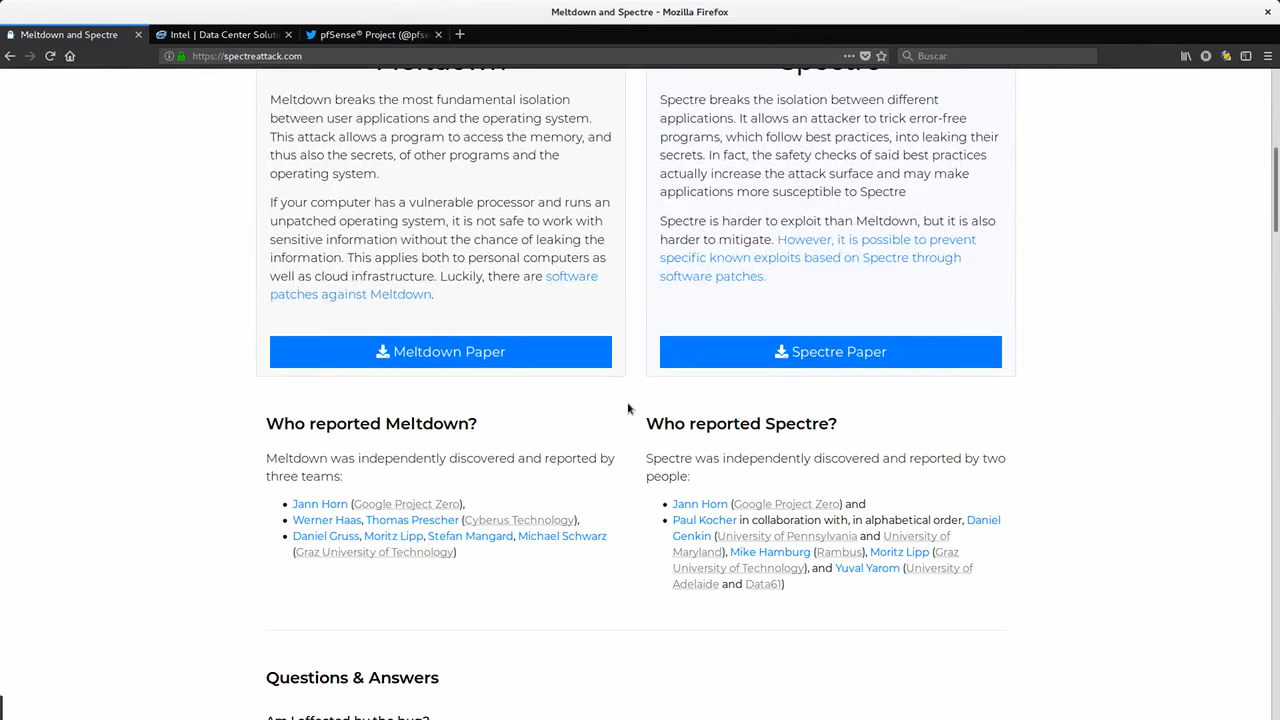 Meltdown and Spectre - Mozilla Firefox
Meltdown and Spectre
Intel | Data Center Solut
pfSense® Project (@pfse
https://spectreattack.com
Buscar
Meltdown
Meltdown breaks the most fundamental isolation
between user applications and the operating system.
This attack allows a program to access the memory, and
thus also the secrets, of other programs and the
operating system.
If your computer has a vulnerable processor and runs an
unpatched operating system, it is not safe to work with
sensitive information without the chance of leaking the
information. This applies both to personal computers as
well as cloud infrastructure. Luckily, there are software
patches against Meltdown.
Meltdown Paper
Spectre
Spectre breaks the isolation between different
applications. It allows an attacker to trick error-free
programs, which follow best practices, into leaking their
secrets. In fact, the safety checks of said best practices
actually increase the attack surface and may make
applications more susceptible to Spectre
Spectre is harder to exploit than Meltdown, but it is also
harder to mitigate. However, it is possible to prevent
specific known exploits based on Spectre through
software patches.
Spectre Paper
Who reported Meltdown?
Meltdown was independently discovered and reported by
three teams:
• Jann Horn (Google Project Zero),
• Werner Haas, Thomas Prescher (Cyberus Technology),
• Daniel Gruss, Moritz Lipp, Stefan Mangard, Michael Schwarz
(Graz University of Technology)
Who reported Spectre?
Spectre was independently discovered and reported by two
people:
• Jann Horn (Google Project Zero) and
• Paul Kocher in collaboration with, in alphabetical order, Daniel
Genkin (University of Pennsylvania and University of
Maryland), Mike Hamburg (Rambus), Moritz Lipp (Graz
University of Technology), and Yuval Yarom (University of
Adelaide and Data61)
Questions & Answers
Am I affected by the bug?